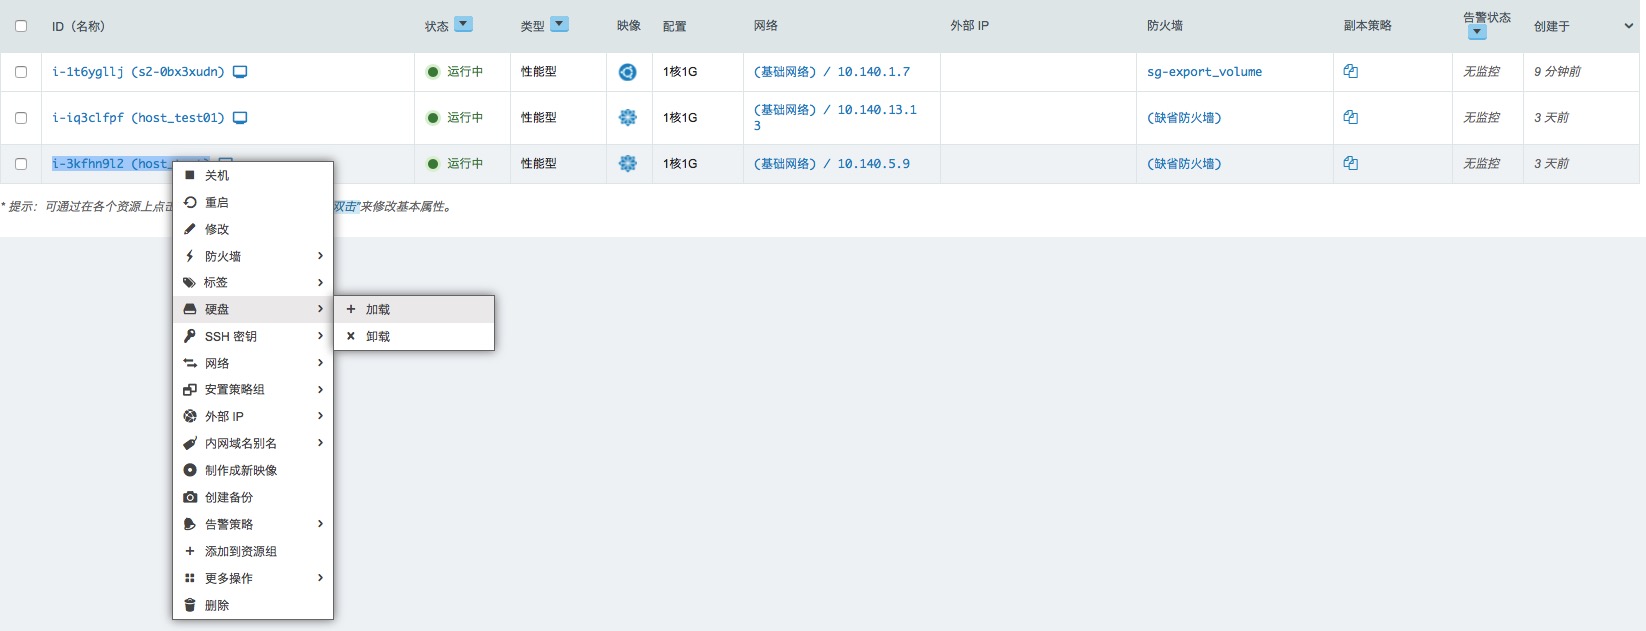 ID（名称） 状态 类型 映像 配置 网络 外部 IP 防火墙 副本策略 告警状态 创建于
i-1t6ygllj (s2-0bx3xudn) 运行中 性能型 1核1G (基础网络) / 10.140.1.7 sg-export_volume 无监控 9 分钟前
i-iq3clfpf (host_test01) 运行中 性能型 1核1G (基础网络) / 10.140.13.1
3 (缺省防火墙) 无监控 3 天前
i-3kfhn9l2 (host_ 运行中 性能型 1核1G (基础网络) / 10.140.5.9 (缺省防火墙) 无监控 3 天前
* 提示：可通过在各个资源上点击 双击"来修改基本属性。
关机
重启
修改
防火墙
标签
硬盘
加载
SSH 密钥
卸载
网络
安置策略组
外部 IP
内网域名别名
制作成新映像
创建备份
告警策略
添加到资源组
更多操作
删除